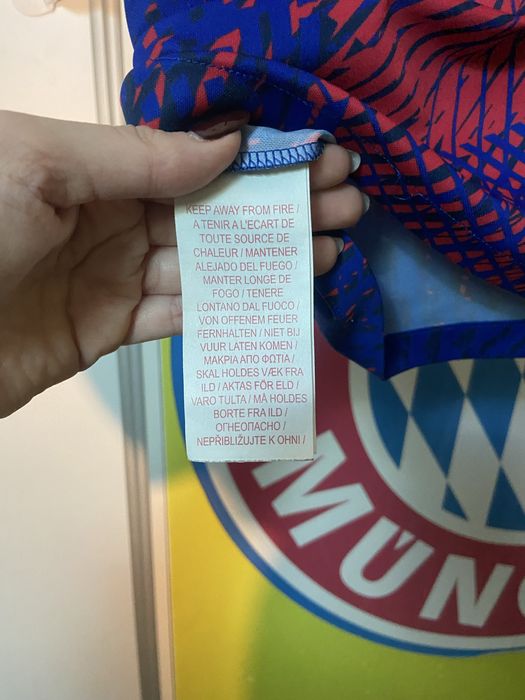 KEEP AWAY FROM FIRE /
A TENIR A L'ECART DE
TOUTE SOURCE DE
CHALEUR / MANTENER
ALEJADO DEL FUEGO /
MANTER LONGE DE
FOGO / TENERE
LONTANO DAL FUOCO /
VON OFFENEM FEUER
FERNHALTEN / NIET BIJ
VUUR LATEN KOMEN /
ΜΑΚΡΙΑ ΑΠΟ ΦΩΤΙΑ /
SKAL HOLDES VÆK FRA
ILD / AKTAS FÖR ELD /
VARO TULTA / MÅ HOLDES
BORTE FRA ILD /
ОГНЕОПАСНО /
NEPŘIBLIŽUJTE K OHNI /
MÜN